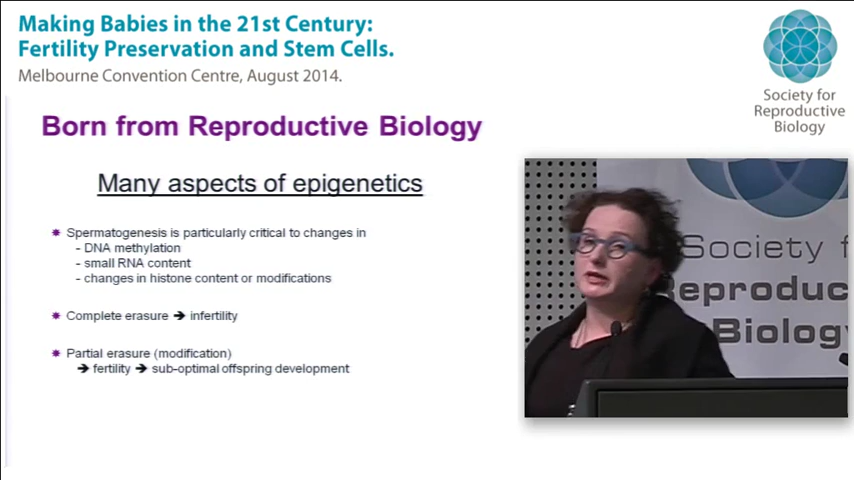 Making Babies in the 21st Century:
Fertility Preservation and Stem Cells.
Melbourne Convention Centre, August 2014.
Society for
Reproductive
Biology
Born from Reproductive Biology
Many aspects of epigenetics
Spermatogenesis is particularly critical to changes in
- DNA methylation
- small RNA content
- changes in histone content or modifications
Complete erasure → infertility
Partial erasure (modification)
→ fertility → sub-optimal offspring development
Society f
Reproduc
Biology